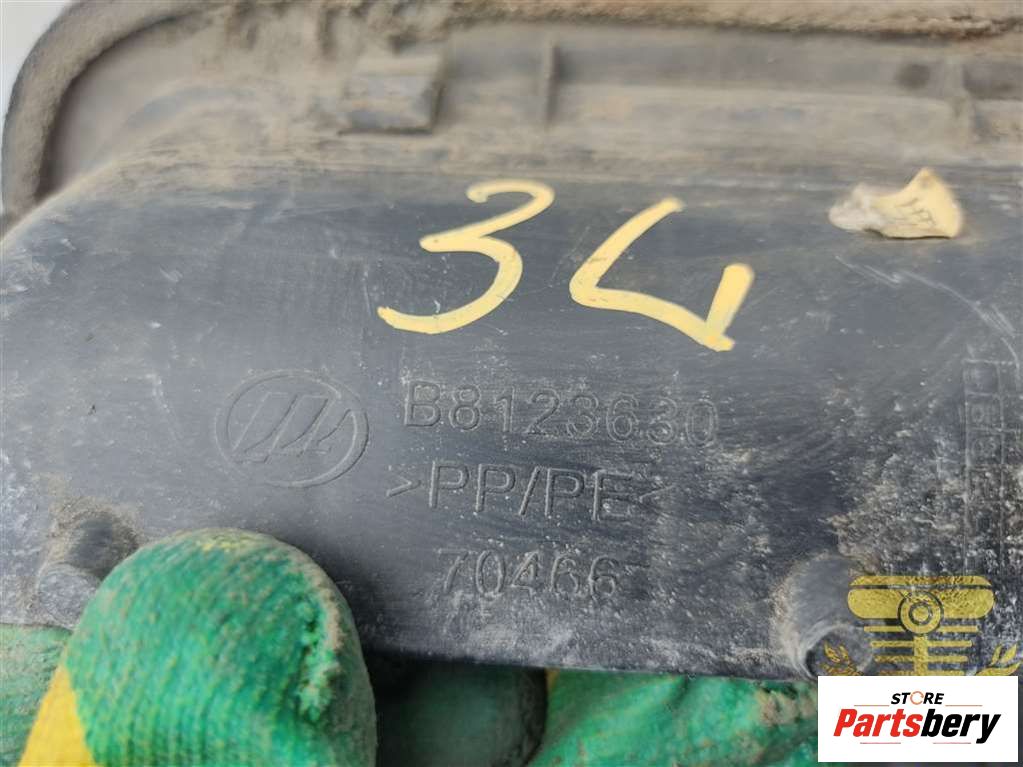 34
B8123630
>PP/PE<
70466
STORE
Partsbery